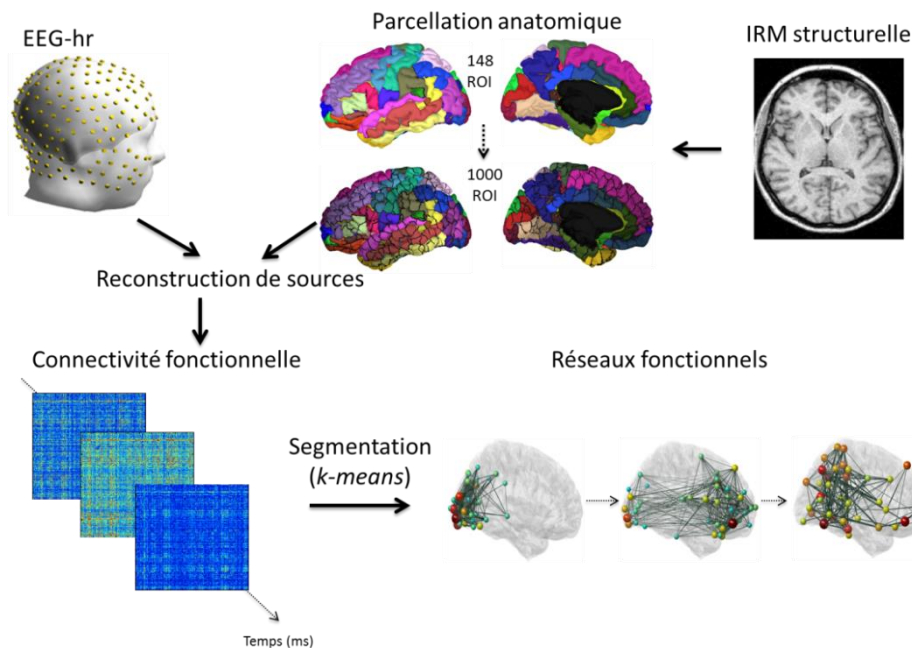 EEG-hr
Parcellation anatomique
IRM structurelle
148
ROI
1000
ROI
Reconstruction de sources
Connectivité fonctionnelle
Réseaux fonctionnels
Segmentation
(k-means)
Temps (ms)